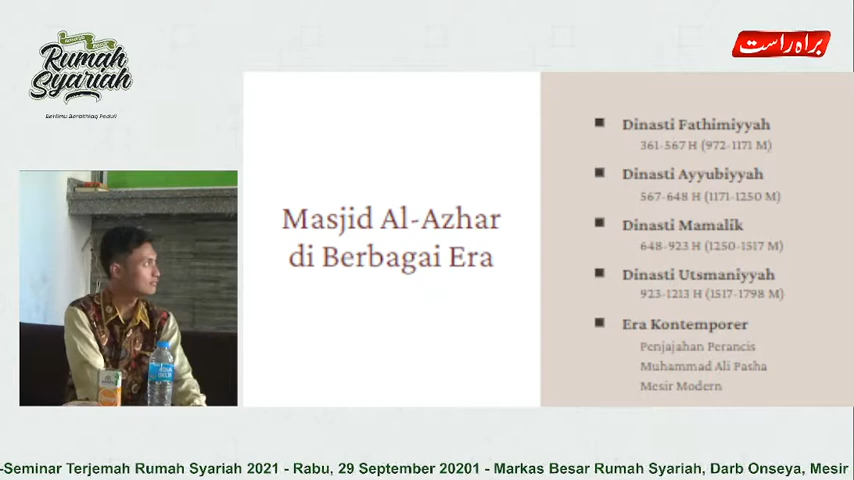 Rumah
Syariah
Berilmu Berakhlaq Peduli
براہ راست
Masjid Al-Azhar
di Berbagai Era
Dinasti Fathimiyyah
361-567 H (972-1171 M)
Dinasti Ayyubiyyah
567-648 H (1171-1250 M)
Dinasti Mamalik
648-923 H (1250-1517 M)
Dinasti Utsmaniyyah
923-1213 H (1517-1798 M)
Era Kontemporer
Penjajahan Perancis
Muhammad Ali Pasha
Mesir Modern
-Seminar Terjemah Rumah Syariah 2021 - Rabu, 29 September 20201 - Markas Besar Rumah Syariah, Darb Onseya, Mesir